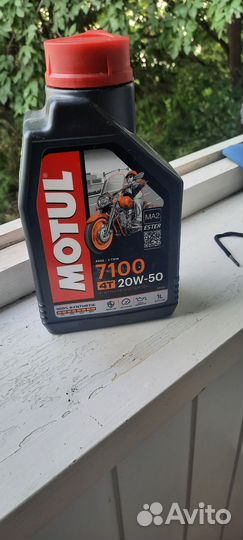 MOTUL
MA2
ESTER
7100
4T 20W-50
100% SYNTHETIC
1L
Avito